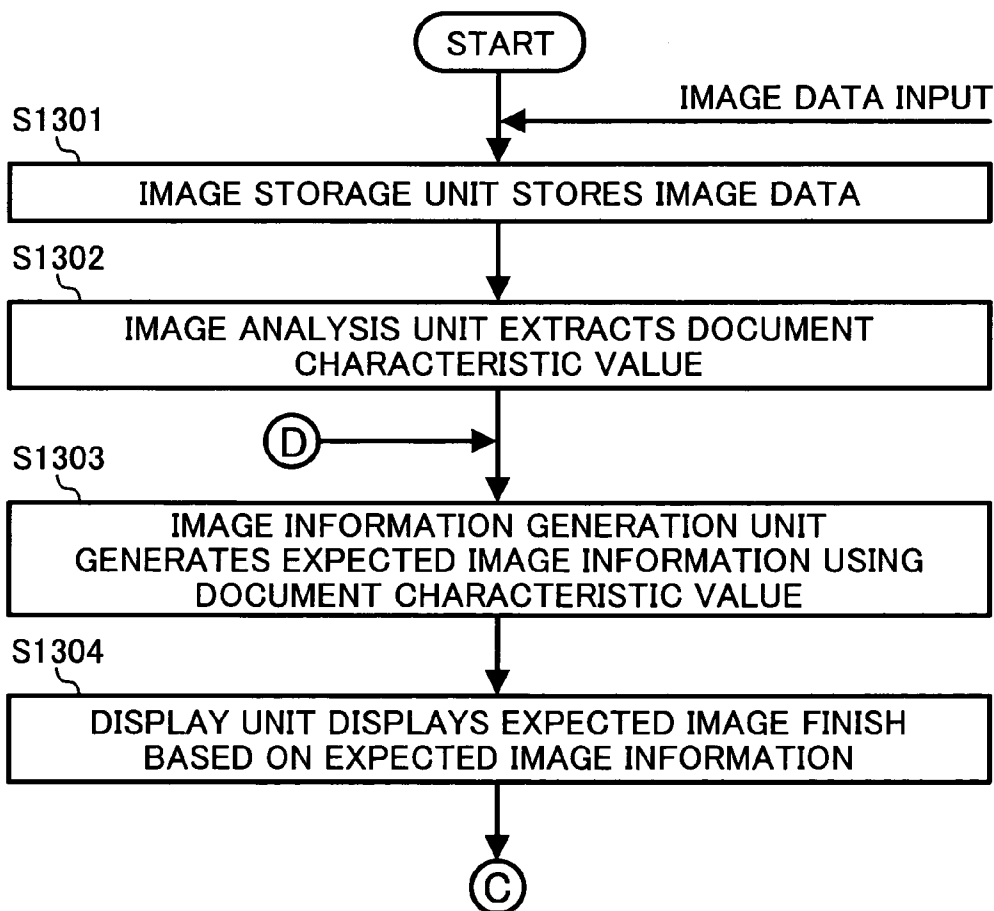 START
IMAGE DATA INPUT
S1301
IMAGE STORAGE UNIT STORES IMAGE DATA
S1302
IMAGE ANALYSIS UNIT EXTRACTS DOCUMENT
CHARACTERISTIC VALUE
D
S1303
IMAGE INFORMATION GENERATION UNIT
GENERATES EXPECTED IMAGE INFORMATION USING
DOCUMENT CHARACTERISTIC VALUE
S1304
DISPLAY UNIT DISPLAYS EXPECTED IMAGE FINISH
BASED ON EXPECTED IMAGE INFORMATION
C